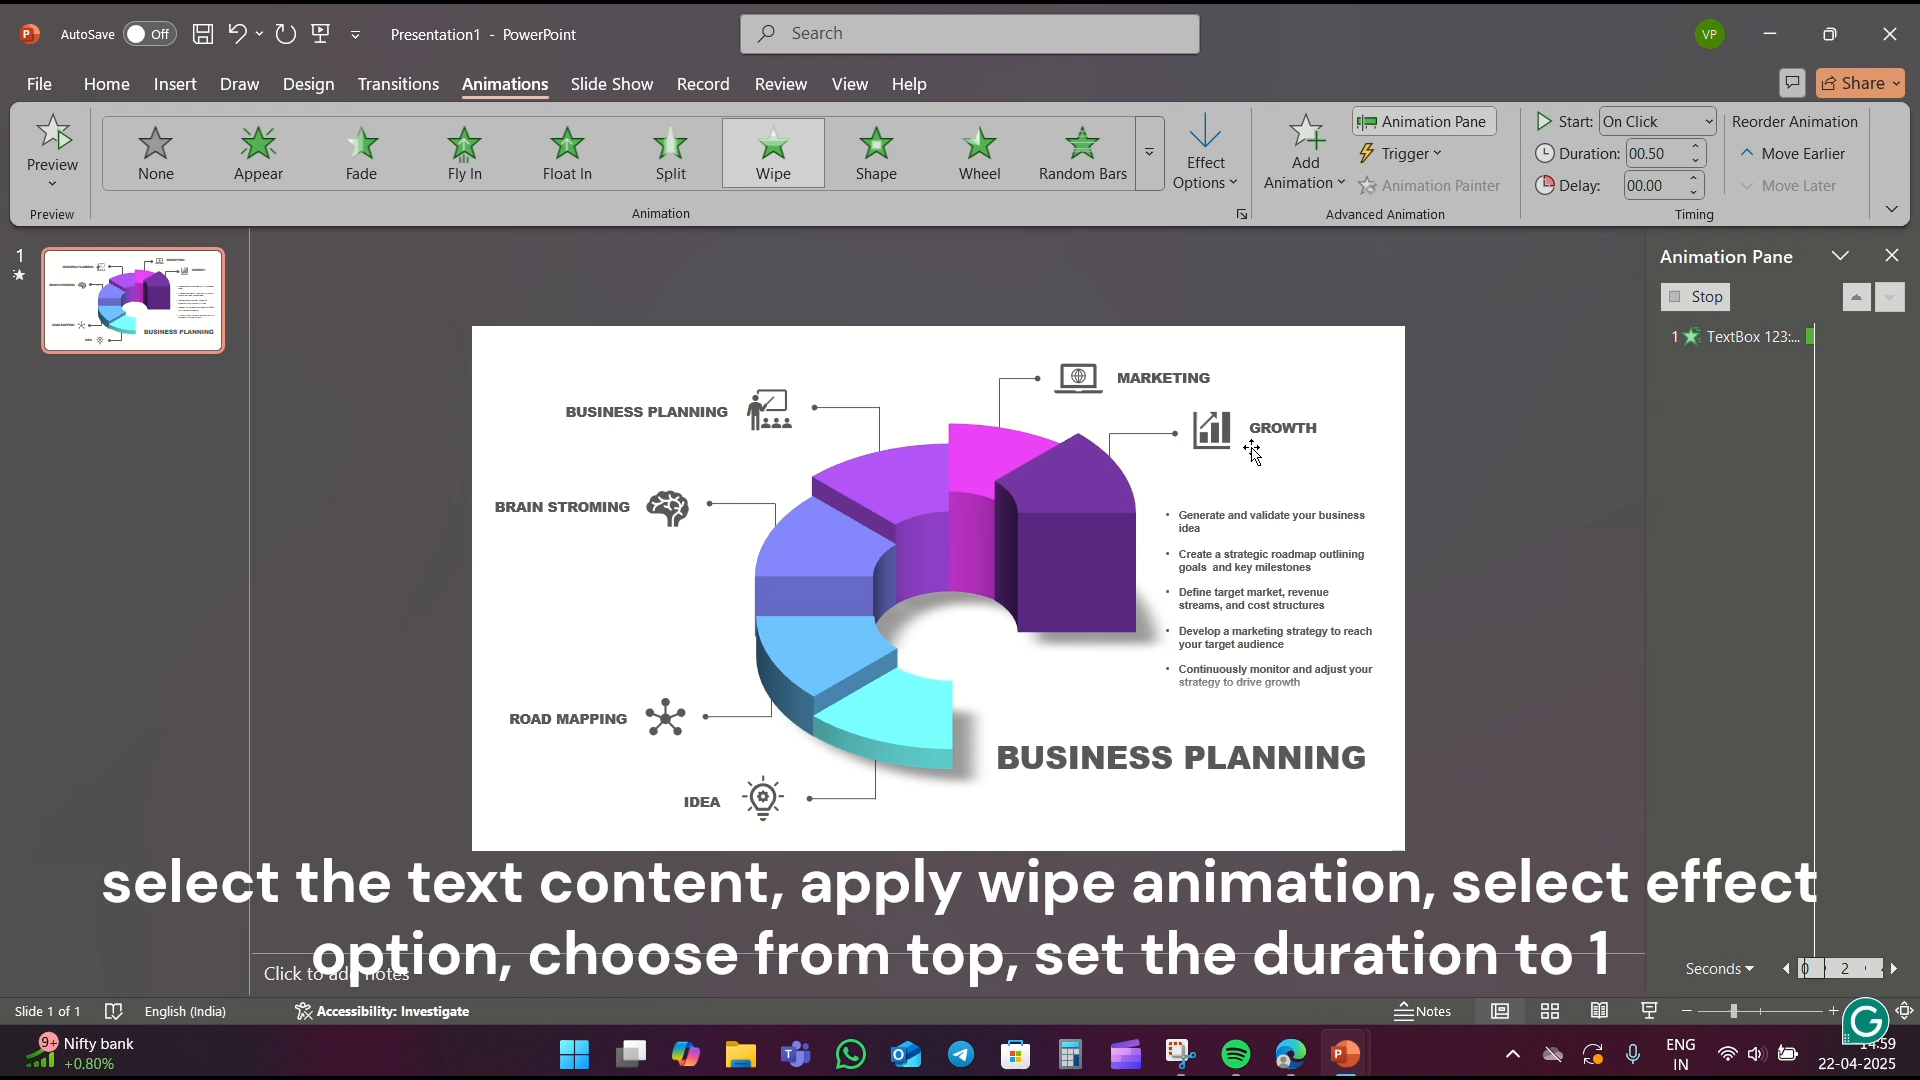 AutoSave Off Presentation1 - PowerPoint Search VP
File Home Insert Draw Design Transitions Animations Slide Show Record Review View Help Share
Preview
None
Appear
Fade
Fly In
Float In
Split
Wipe
Shape
Wheel
Random Bars
Effect
Options
Add
Animation
Animation Pane
Trigger
Animation Painter
Start: On Click
Duration: 00.50
Delay: 00.00
Reorder Animation
Move Earlier
Move Later
Preview
Animation
Advanced Animation
Timing
1
Animation Pane
Stop
1 TextBox 123:...
MARKETING
BUSINESS PLANNING
GROWTH
BRAIN STROMING
• Generate and validate your business
idea
• Create a strategic roadmap outlining
goals and key milestones
• Define target market, revenue
streams, and cost structures
• Develop a marketing strategy to reach
your target audience
• Continuously monitor and adjust your
strategy to drive growth
ROAD MAPPING
BUSINESS PLANNING
IDEA
select the text content, apply wipe animation, select effect
option, choose from top, set the duration to 1
Click to add notes
Seconds 0 2
Slide 1 of 1 English (India) Accessibility: Investigate Notes
9+ Nifty bank
+0.80%
ENG
IN
14:59
22-04-2025